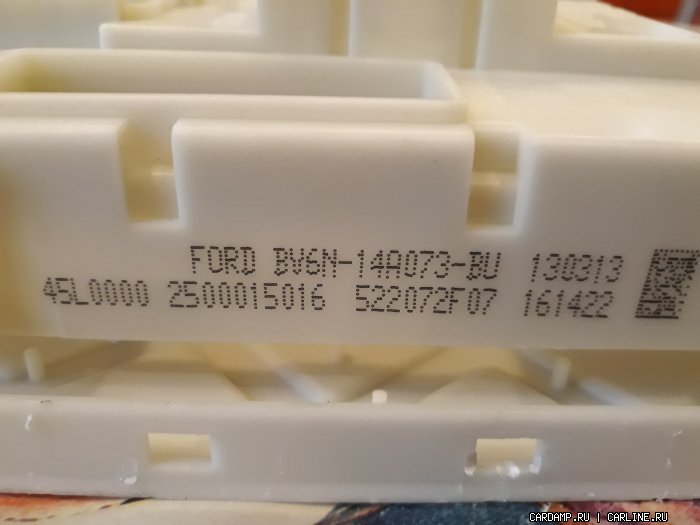 FORD BV6N-14A073-BU 130313
45L0000 2500015016 522072F07 161422
CARDAMP.RU | CARLINE.RU